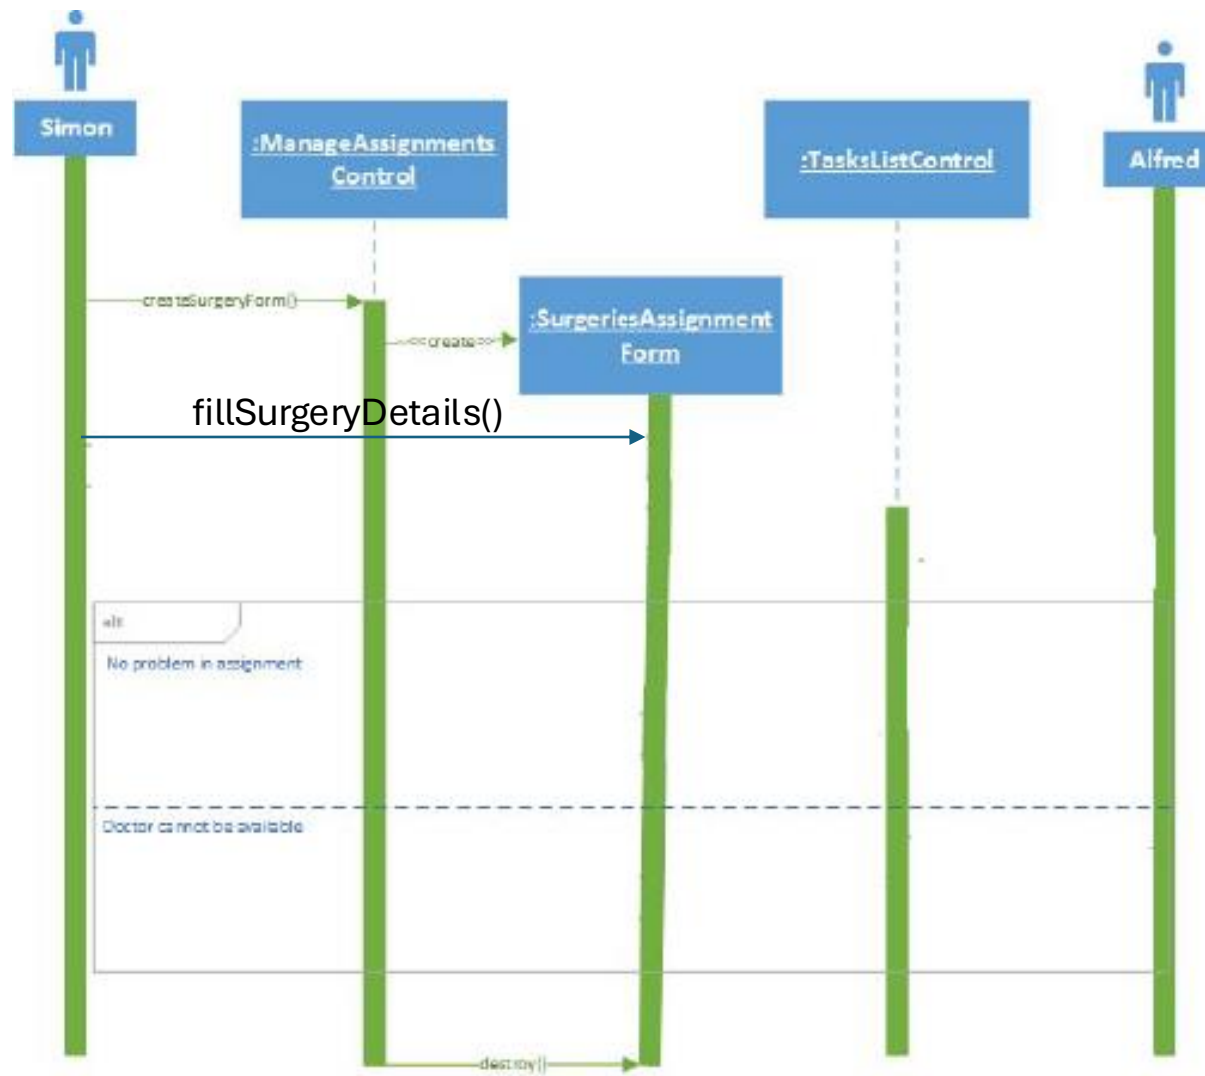 Simon
:ManageAssignments
Control
:TasksListControl
Alfred
createSurgeryForm()
<<create>>
:SurgeriesAssignment
Form
fillSurgeryDetails()
alt
No problem in assignment
Doctor cannot be available
destroy()